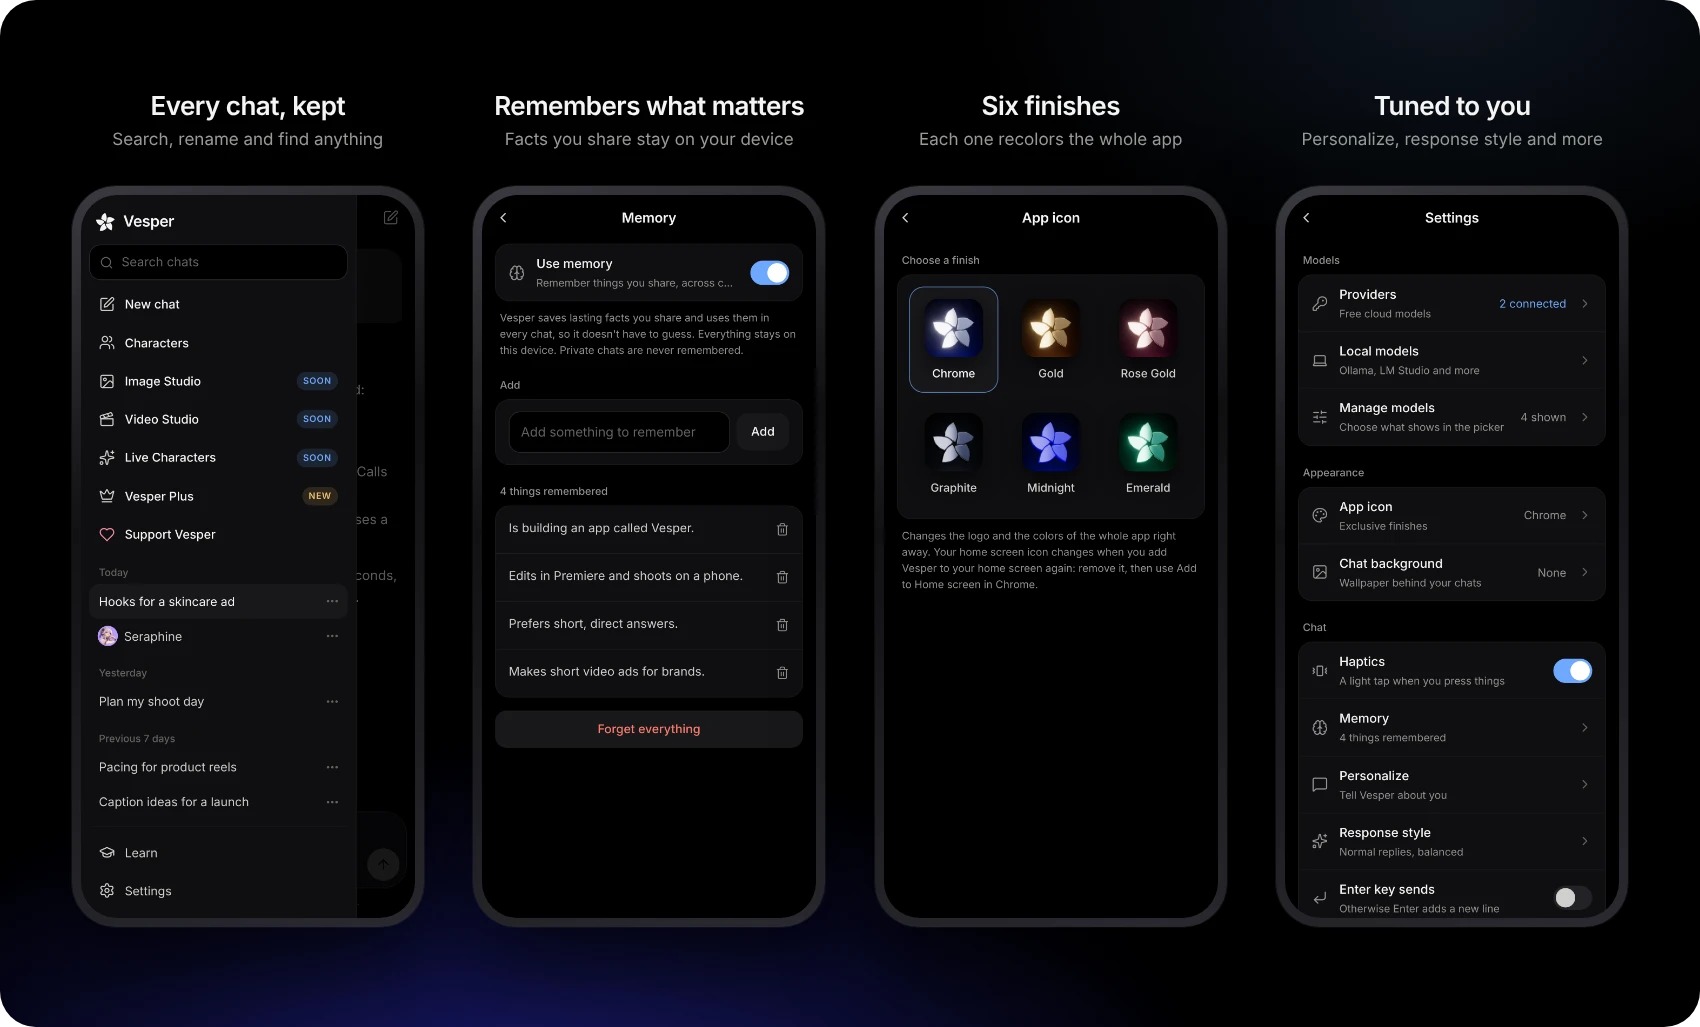 Every chat, kept
Search, rename and find anything
Vesper
Search chats
New chat
Characters
Image Studio SOON
Video Studio SOON
Live Characters SOON
Vesper Plus NEW
Support Vesper
Today
Hooks for a skincare ad
Seraphine
Yesterday
Plan my shoot day
Previous 7 days
Pacing for product reels
Caption ideas for a launch
Learn
Settings
d:
Calls
ses a
conds,
Remembers what matters
Facts you share stay on your device
Memory
Use memory
Remember things you share, across c...
Vesper saves lasting facts you share and uses them in
every chat, so it doesn't have to guess. Everything stays on
this device. Private chats are never remembered.
Add
Add something to remember Add
4 things remembered
Is building an app called Vesper.
Edits in Premiere and shoots on a phone.
Prefers short, direct answers.
Makes short video ads for brands.
Forget everything
Six finishes
Each one recolors the whole app
App icon
Choose a finish
Chrome Gold Rose Gold
Graphite Midnight Emerald
Changes the logo and the colors of the whole app right
away. Your home screen icon changes when you add
Vesper to your home screen again: remove it, then use Add
to Home screen in Chrome.
Tuned to you
Personalize, response style and more
Settings
Models
Providers
Free cloud models
2 connected
Local models
Ollama, LM Studio and more
Manage models
Choose what shows in the picker
4 shown
Appearance
App icon
Exclusive finishes
Chrome
Chat background
Wallpaper behind your chats
None
Chat
Haptics
A light tap when you press things
Memory
4 things remembered
Personalize
Tell Vesper about you
Response style
Normal replies, balanced
Enter key sends
Otherwise Enter adds a new line